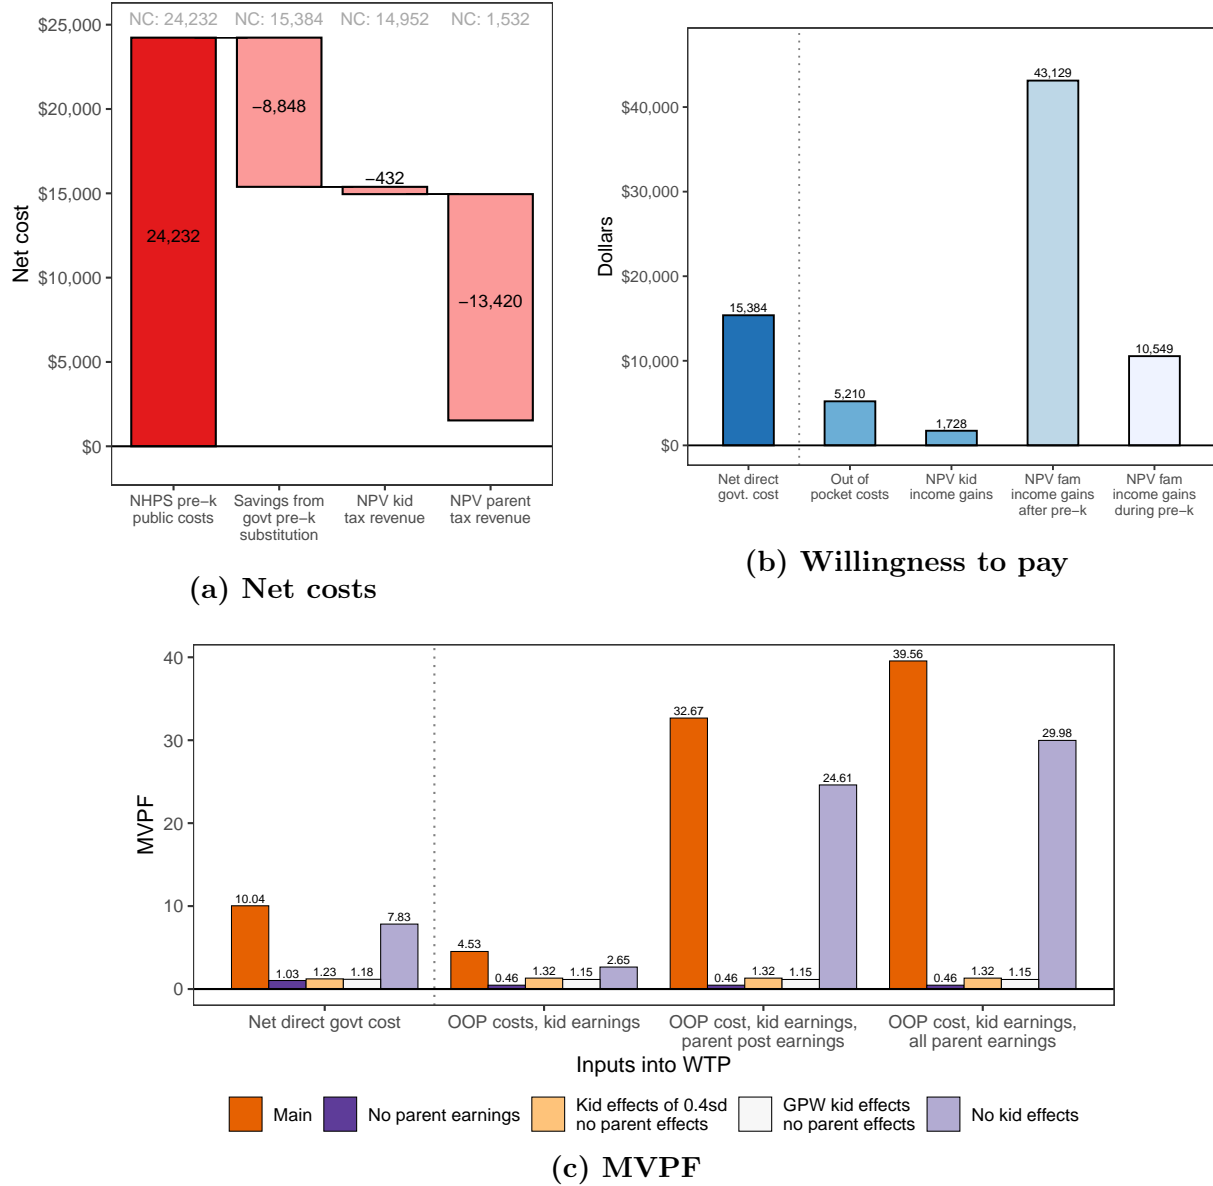 NC: 24,232 NC: 15,384 NC: 14,952 NC: 1,532
$25,000
$20,000
$15,000
$10,000
$5,000
$0
Net cost
24,232
−8,848
−432
−13,420
NHPS pre−k
public costs
Savings from
govt pre−k
substitution
NPV kid
tax revenue
NPV parent
tax revenue
(a) Net costs
$40,000
$30,000
$20,000
$10,000
$0
Dollars
15,384
5,210
1,728
43,129
10,549
Net direct
govt. cost
Out of
pocket costs
NPV kid
income gains
NPV fam
income gains
after pre−k
NPV fam
income gains
during pre−k
(b) Willingness to pay
40
30
20
10
0
MVPF
10.04
1.03
1.23
1.18
7.83
4.53
0.46
1.32
1.15
2.65
32.67
0.46
1.32
1.15
24.61
39.56
0.46
1.32
1.15
29.98
Net direct govt cost
OOP costs, kid earnings
OOP cost, kid earnings,
parent post earnings
OOP cost, kid earnings,
all parent earnings
Inputs into WTP
Main
No parent earnings
Kid effects of 0.4sd
no parent effects
GPW kid effects
no parent effects
No kid effects
(c) MVPF